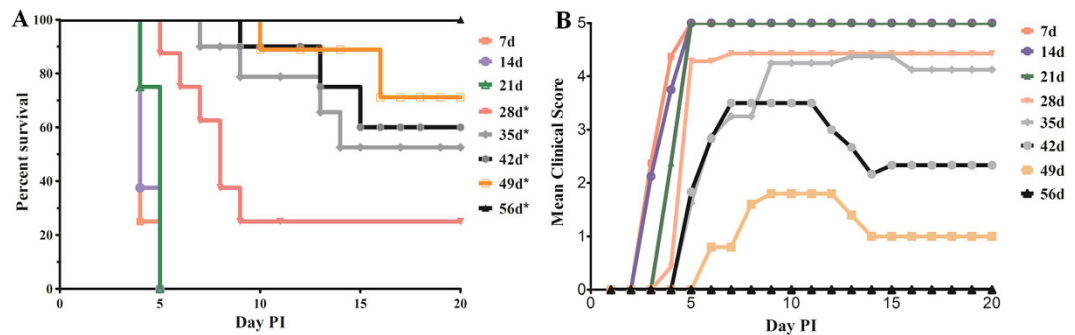 A
Percent survival
100
80
60
40
20
0
0 5 10 15 20
Day PI
7d
14d
21d
28d*
35d*
42d*
49d*
56d*
B
Mean Clinical Score
5
4
3
2
1
0
0 5 10 15 20
Day PI
7d
14d
21d
28d
35d
42d
49d
56d